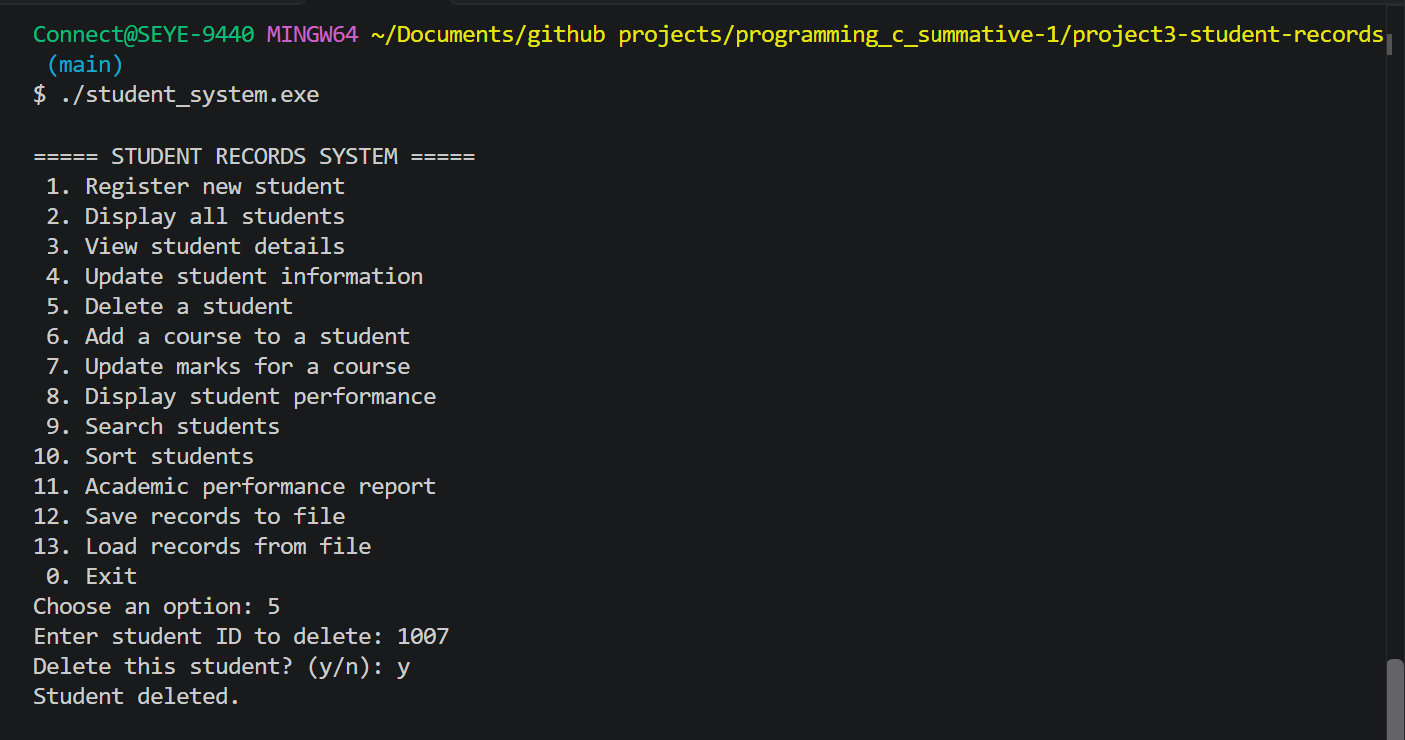 Connect@SEYE-9440 MINGW64 ~/Documents/github projects/programming_c_summative-1/project3-student-records
(main)
$ ./student_system.exe
===== STUDENT RECORDS SYSTEM =====
1. Register new student
2. Display all students
3. View student details
4. Update student information
5. Delete a student
6. Add a course to a student
7. Update marks for a course
8. Display student performance
9. Search students
10. Sort students
11. Academic performance report
12. Save records to file
13. Load records from file
0. Exit
Choose an option: 5
Enter student ID to delete: 1007
Delete this student? (y/n): y
Student deleted.